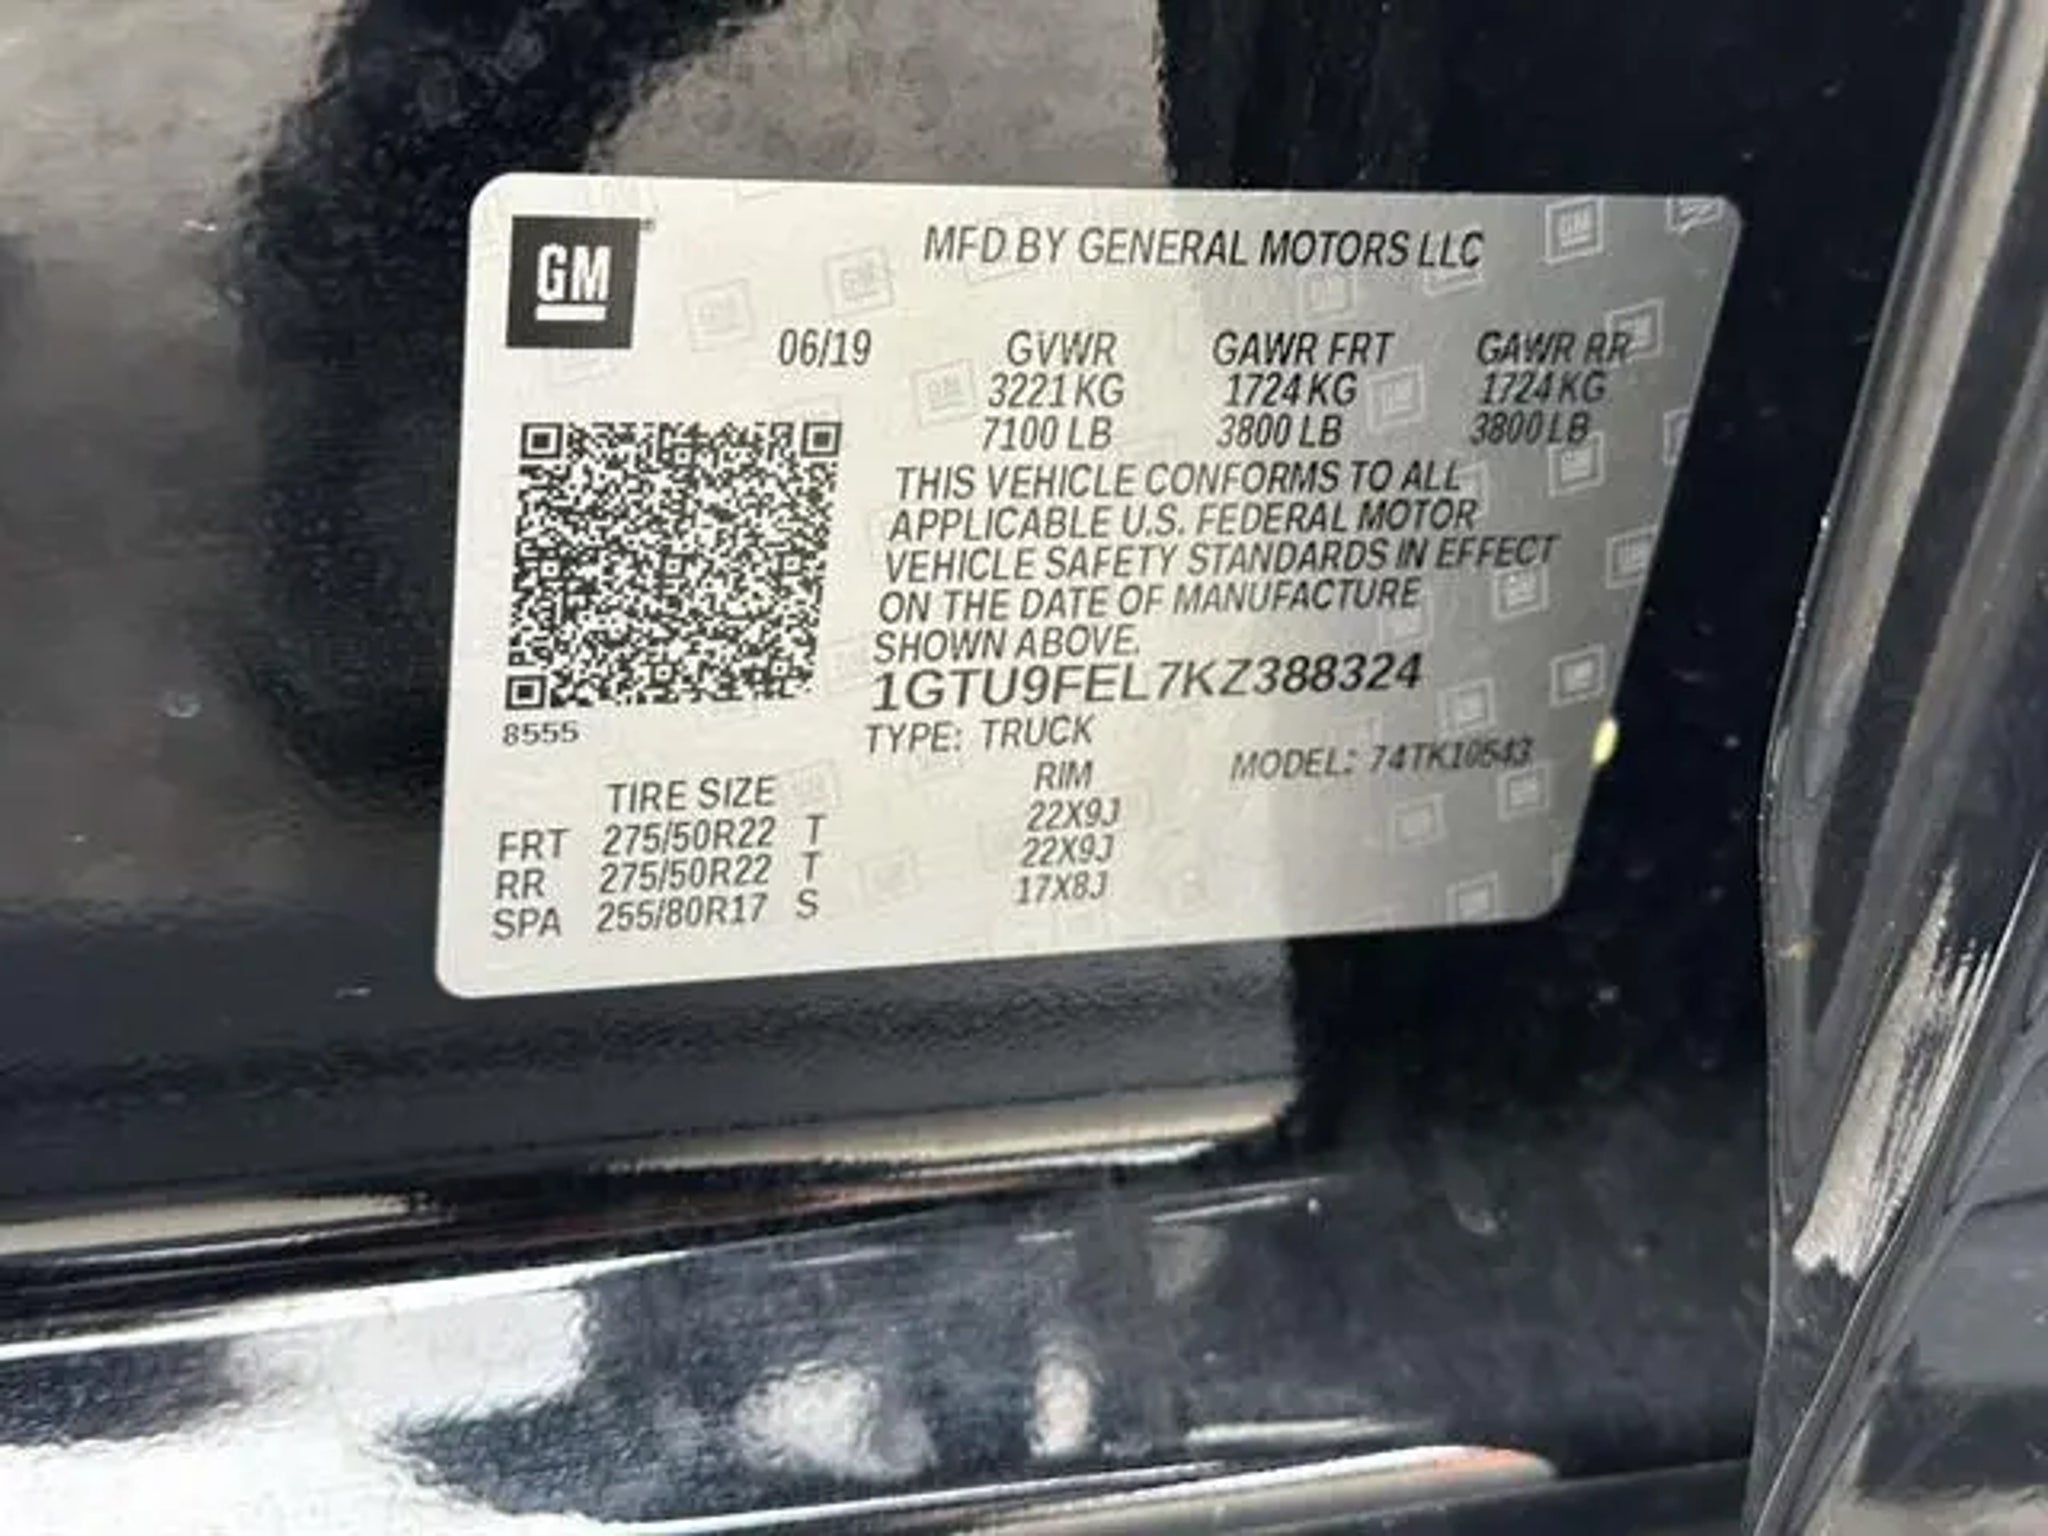 GM
MFD BY GENERAL MOTORS LLC
06/19 GVWR GAWR FRT GAWR RR
3221 KG 1724 KG 1724 KG
7100 LB 3800 LB 3800 LB
THIS VEHICLE CONFORMS TO ALL
APPLICABLE U.S. FEDERAL MOTOR
VEHICLE SAFETY STANDARDS IN EFFECT
ON THE DATE OF MANUFACTURE
SHOWN ABOVE.
1GTU9FEL7KZ388324
8555
TYPE: TRUCK MODEL: 74TK10543
TIRE SIZE RIM
FRT 275/50R22 T 22X9J
RR 275/50R22 T 22X9J
SPA 255/80R17 S 17X8J